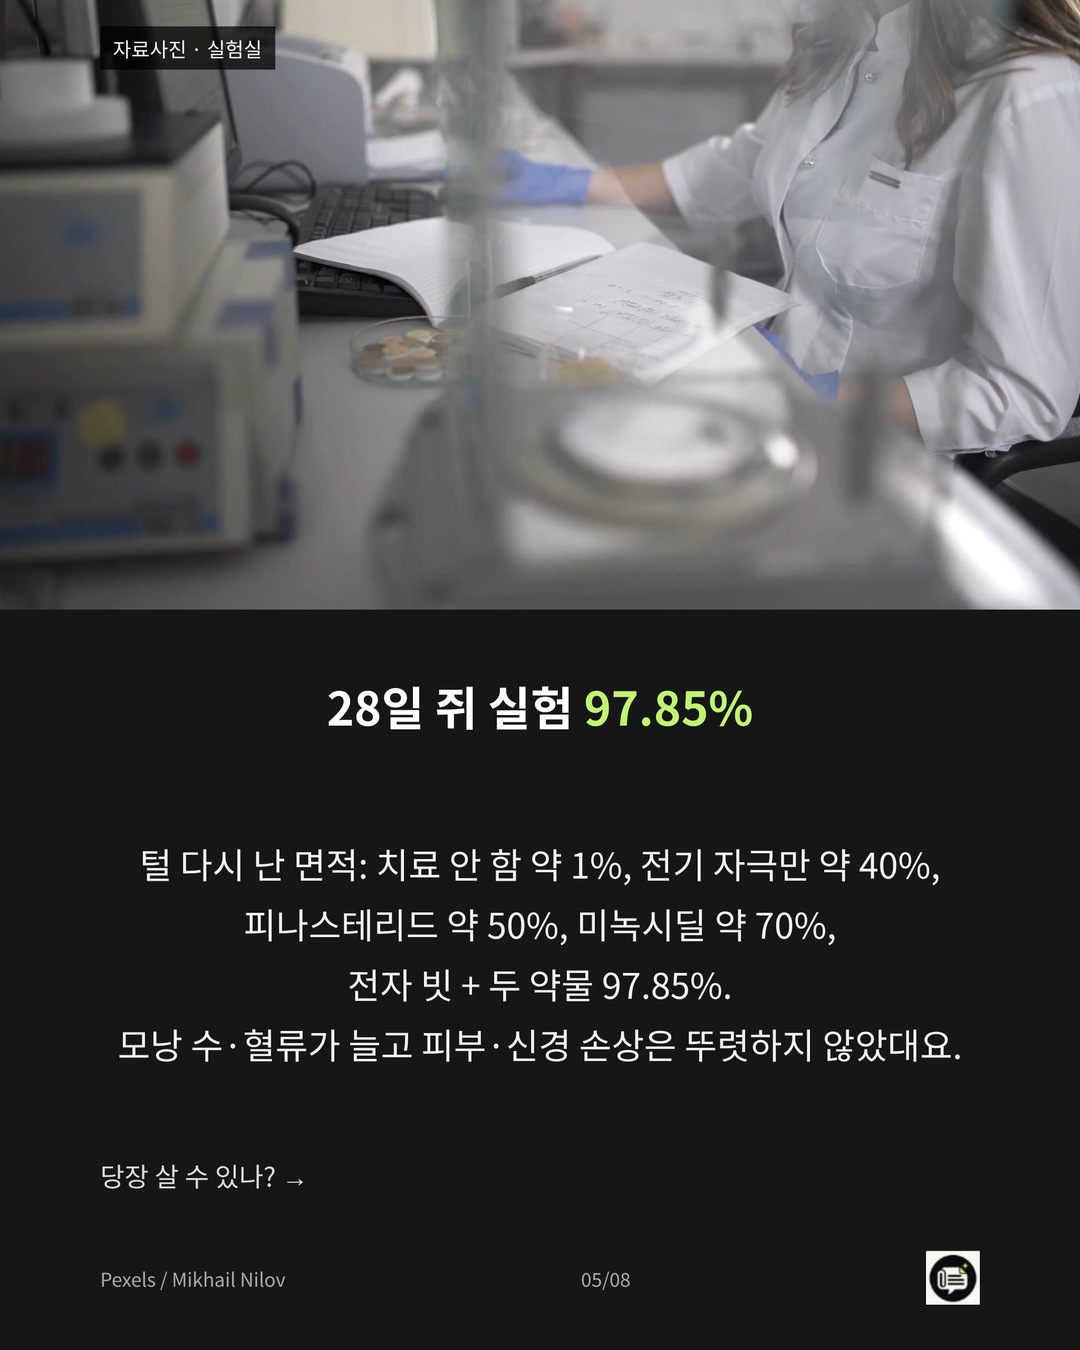 자료사진 · 실험실
28일 쥐 실험 97.85%
털 다시 난 면적: 치료 안 함 약 1%, 전기 자극만 약 40%,
피나스테리드 약 50%, 미녹시딜 약 70%,
전자 빗 + 두 약물 97.85%.
모낭 수·혈류가 늘고 피부·신경 손상은 뚜렷하지 않았대요.
당장 살 수 있나? →
Pexels / Mikhail Nilov
05/08